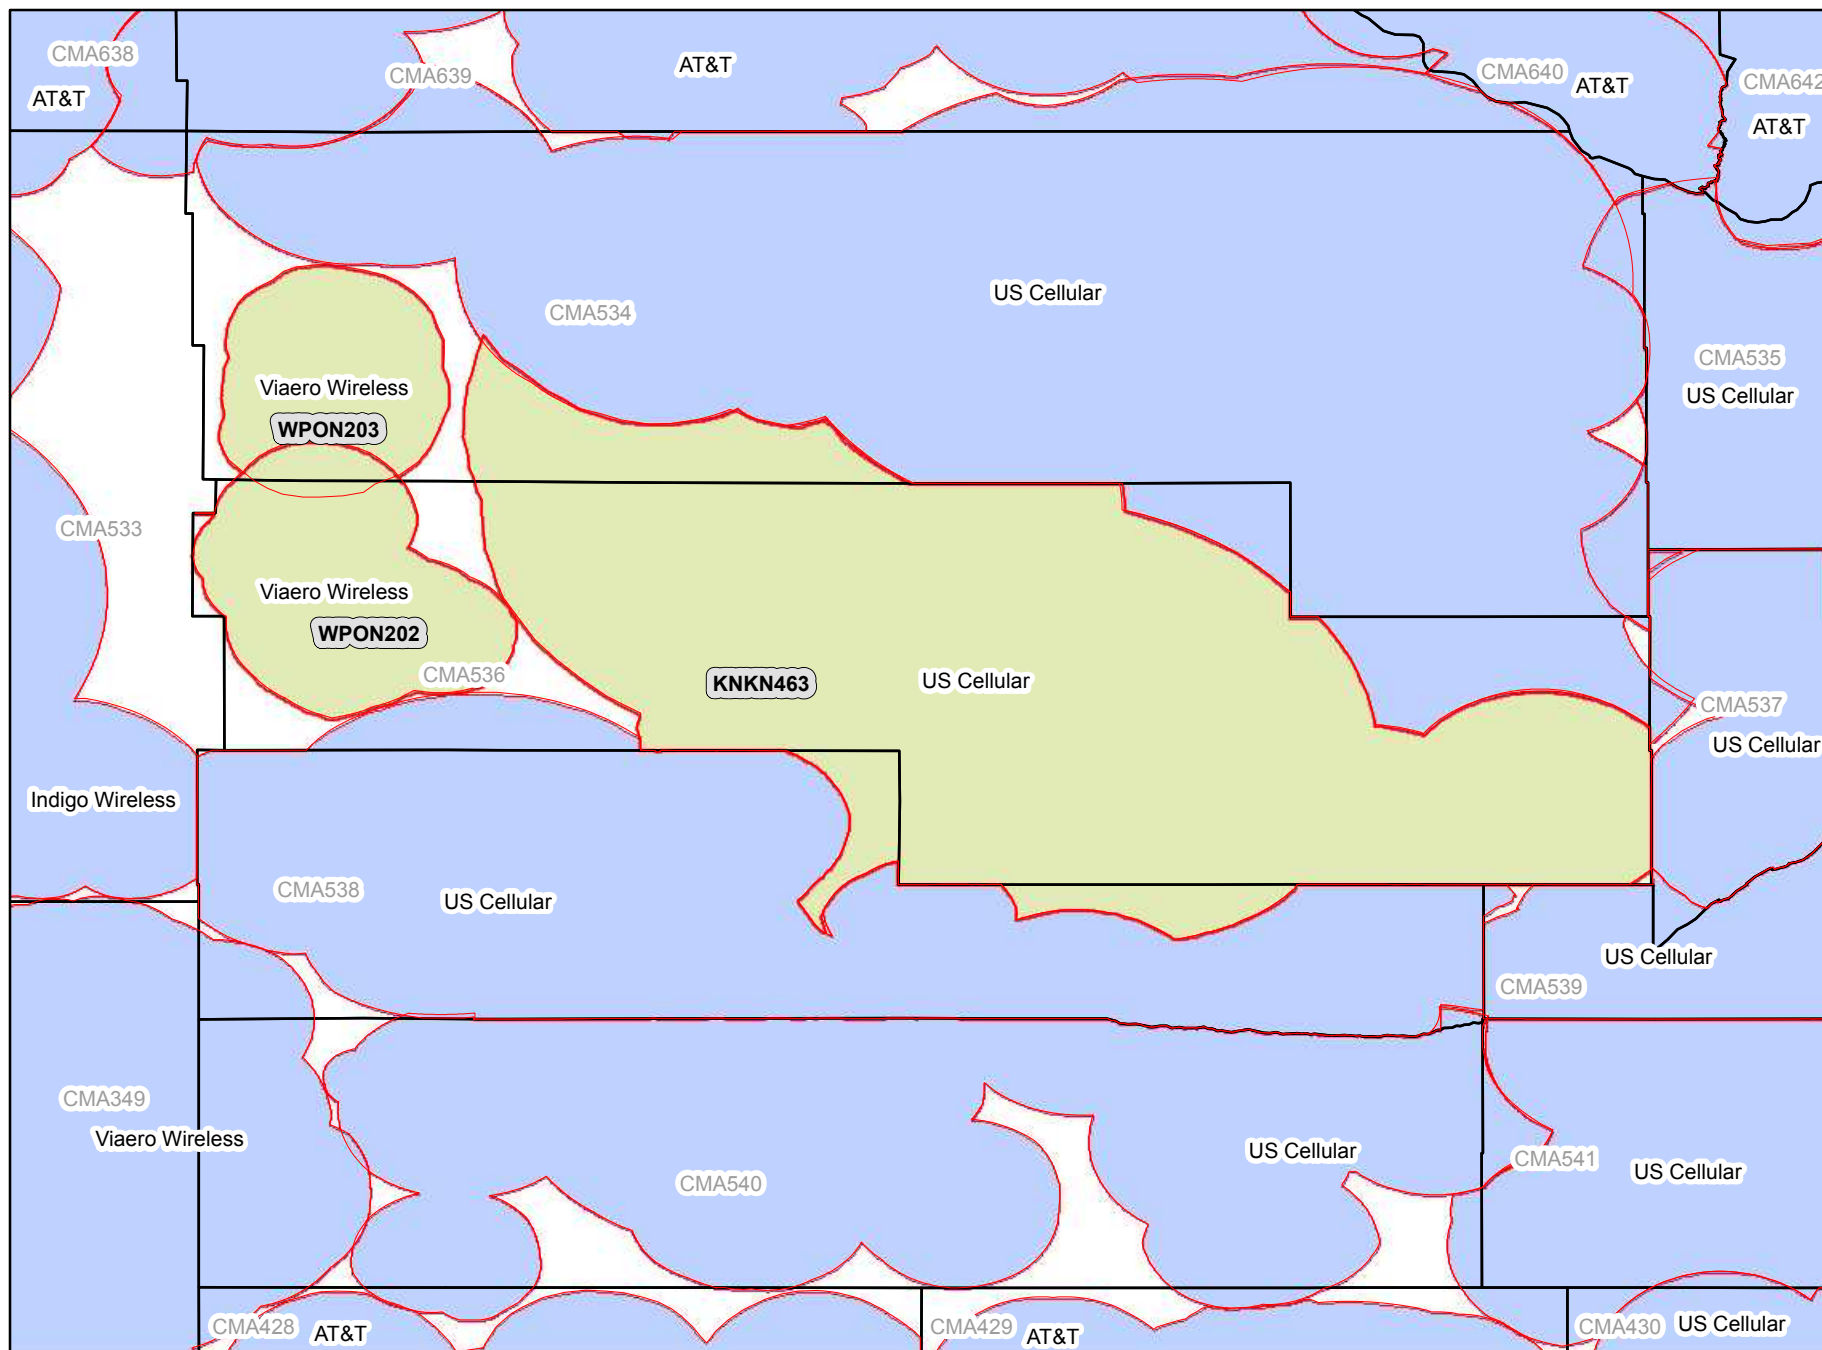 CMA638
AT&T
CMA639
AT&T
CMA640
AT&T
CMA642
AT&T
CMA534
US Cellular
CMA535
US Cellular
Viaero Wireless
WPON203
CMA533
Viaero Wireless
WPON202
CMA536
KNKN463
US Cellular
CMA537
US Cellular
Indigo Wireless
CMA538
US Cellular
US Cellular
CMA539
CMA349
Viaero Wireless
CMA540
US Cellular
CMA541
US Cellular
CMA428
AT&T
CMA429
AT&T
CMA430
US Cellular